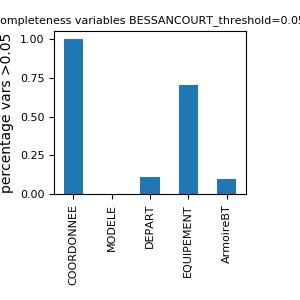 ompleteness variables BESSANCOURT_threshold=0.05
percentage vars >0.05
1.00
0.75
0.50
0.25
0.00
COORDONNEE
MODELE
DEPART
EQUIPEMENT
ArmoireBT